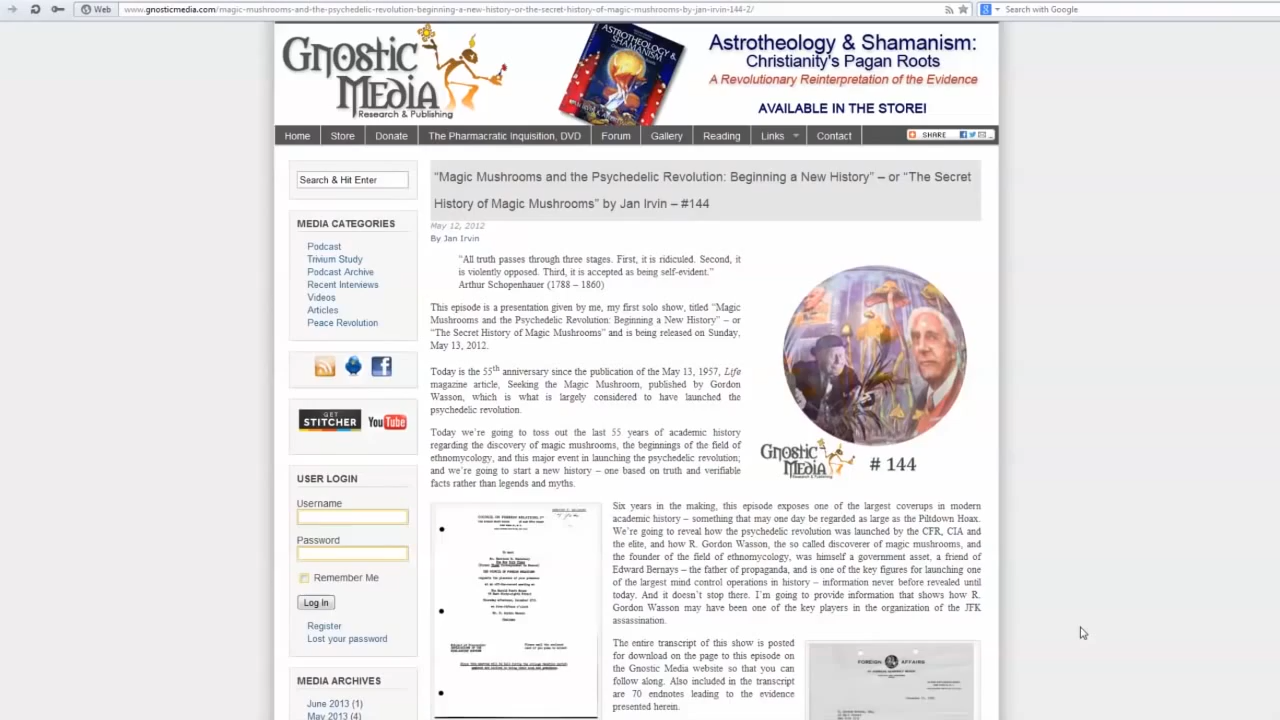 Web
www.gnosticmedia.com/magic-mushrooms-and-the-psychedelic-revolution-beginning-a-new-history-or-the-secret-history-of-magic-mushrooms-by-jan-irvin-144-2/
Search with Google
Gnostic
Media
Research & Publishing
ASTROTHEOLOGY &
SHAMANISM
Astrotheology & Shamanism:
Christianity's Pagan Roots
A Revolutionary Reinterpretation of the Evidence
AVAILABLE IN THE STORE!
Home
Store
Donate
The Pharmacratic Inquisition, DVD
Forum
Gallery
Reading
Links
Contact
SHARE
Search & Hit Enter
MEDIA CATEGORIES
Podcast
Trivium Study
Podcast Archive
Recent Interviews
Videos
Articles
Peace Revolution
GET
STITCHER
YouTube
USER LOGIN
Username
Password
Remember Me
Log In
Register
Lost your password
MEDIA ARCHIVES
June 2013 (1)
May 2013 (4)
“Magic Mushrooms and the Psychedelic Revolution: Beginning a New History” – or “The Secret
History of Magic Mushrooms” by Jan Irvin – #144
May 12, 2012
By Jan Irvin
“All truth passes through three stages. First, it is ridiculed. Second, it
is violently opposed. Third, it is accepted as being self-evident.”
Arthur Schopenhauer (1788 – 1860)
This episode is a presentation given by me, my first solo show, titled “Magic
Mushrooms and the Psychedelic Revolution: Beginning a New History” – or
“The Secret History of Magic Mushrooms” and is being released on Sunday,
May 13, 2012.
Today is the 55th anniversary since the publication of the May 13, 1957, Life
magazine article, Seeking the Magic Mushroom, published by Gordon
Wasson, which is what is largely considered to have launched the
psychedelic revolution.
Today we’re going to toss out the last 55 years of academic history
regarding the discovery of magic mushrooms, the beginnings of the field of
ethnomycology, and this major event in launching the psychedelic revolution;
and we’re going to start a new history – one based on truth and verifiable
facts rather than legends and myths.
Gnostic
Media
Research & Publishing
# 144
Six years in the making, this episode exposes one of the largest coverups in modern
academic history – something that may one day be regarded as large as the Piltdown Hoax.
We’re going to reveal how the psychedelic revolution was launched by the CFR, CIA and
the elite, and how R. Gordon Wasson, the so called discoverer of magic mushrooms, and
the founder of the field of ethnomycology, was himself a government asset, a friend of
Edward Bernays – the father of propaganda, and is one of the key figures for launching one
of the largest mind control operations in history – information never before revealed until
today. And it doesn’t stop there. I’m going to provide information that shows how R.
Gordon Wasson may have been one of the key players in the organization of the JFK
assassination.
The entire transcript of this show is posted
for download on the page to this episode on
the Gnostic Media website so that you can
follow along. Also included in the transcript
are 70 endnotes leading to the evidence
presented herein.
FOREIGN AFFAIRS